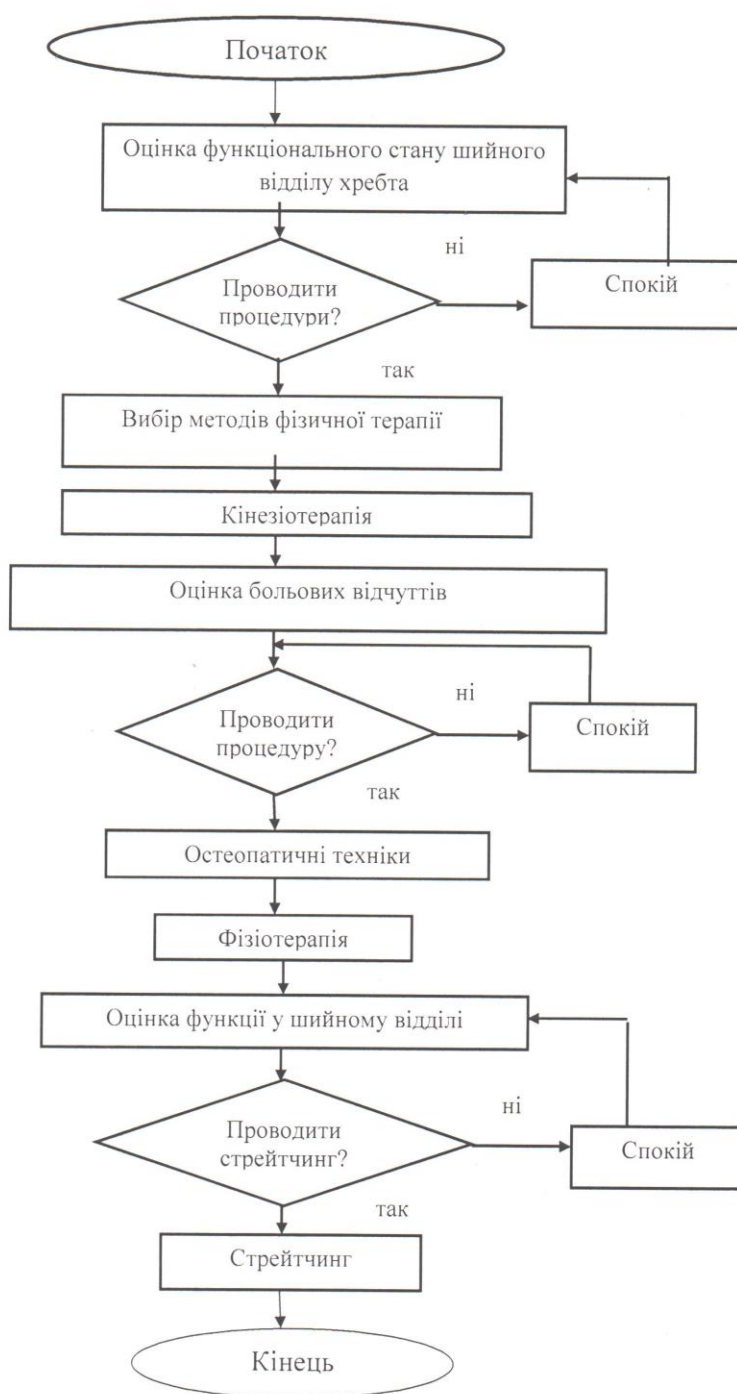 Початок
Оцінка функціонального стану шийного
відділу хребта
ні
Проводити
процедури?
Спокій
так
Вибір методів фізичної терапії
Кінезіотерапія
Оцінка больових відчуттів
ні
Проводити
процедуру?
Спокій
так
Остеопатичні техніки
Фізіотерапія
Оцінка функції у шийному відділі
ні
Проводити
стрейтчинг?
Спокій
так
Стрейтчинг
Кінець